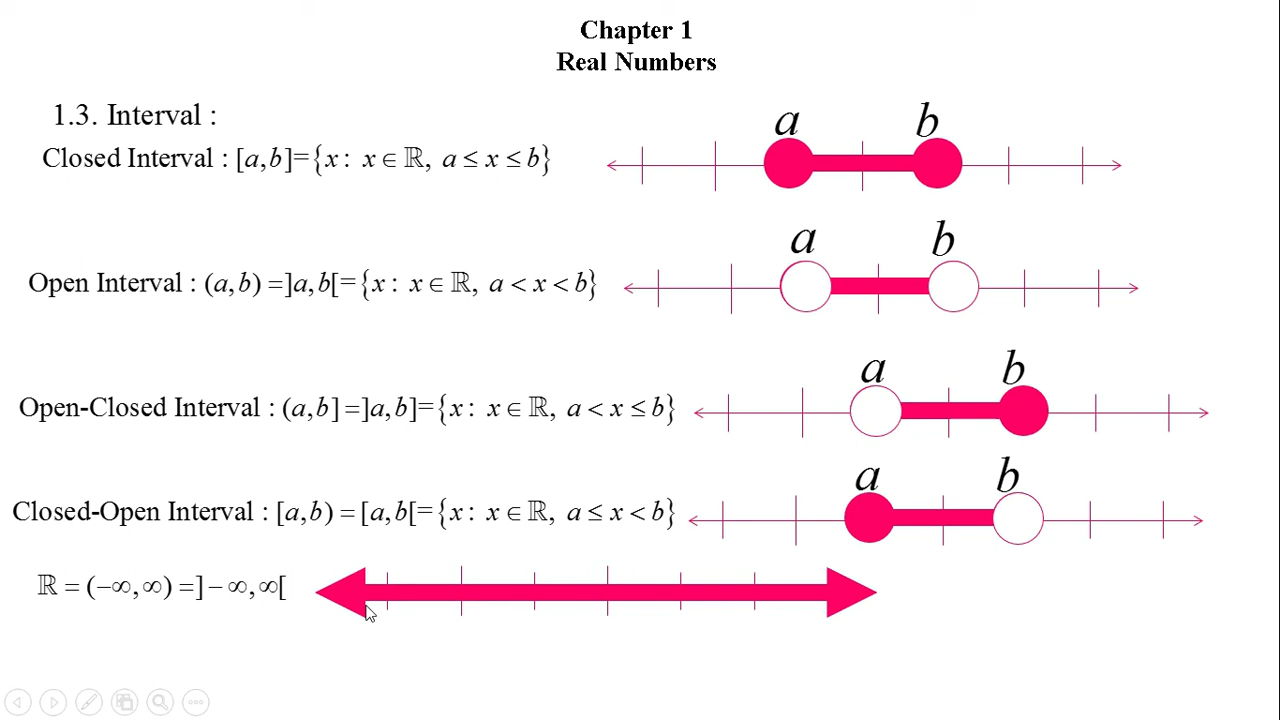 Chapter 1
Real Numbers
1.3. Interval :
Closed Interval : [a,b]={x: x∈ℝ, a≤x≤b}
a b
Open Interval : (a,b) =]a,b[={x: x∈ℝ, a<x<b}
a b
Open-Closed Interval : (a,b] =]a,b]={x: x∈ℝ, a<x≤b}
a b
Closed-Open Interval : [a,b) = [a,b[={x: x∈ℝ, a≤x<b}
a b
ℝ = (−∞,∞) =]−∞,∞[